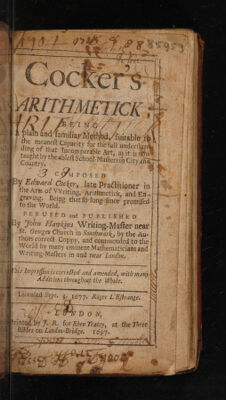 85953
Cocker's
ARITHMETICK:
BEING
A plain and familiar Method, suitable to
the meanest Capacity for the full understan-
ding of that Incomparable Art, as it is now
taught by the ablest School-Masters in City and
Country.
COMPOSED
By Edward Cocker, late Practitioner in
the Arts of Writing, Arithmetick, and En-
graving. Being that so long since promised
to the World.
PERUSED and PUBLISHED
By John Hawkins Writing-Master near
St. Georges Church in Southwark, by the Au-
thors correct Coppy, and commended to the
World by many eminent Mathematicians and
Writing-Masters in and near London.
This Impression is corrected and amended, with many
Additions throughout the Whole.
Licensed Sept. 3. 1677. Roger L'Estrange.
LONDON,
Printed by J. R. for Eben Tracey, at the Three
Bibles on London-Bridge. 1697.